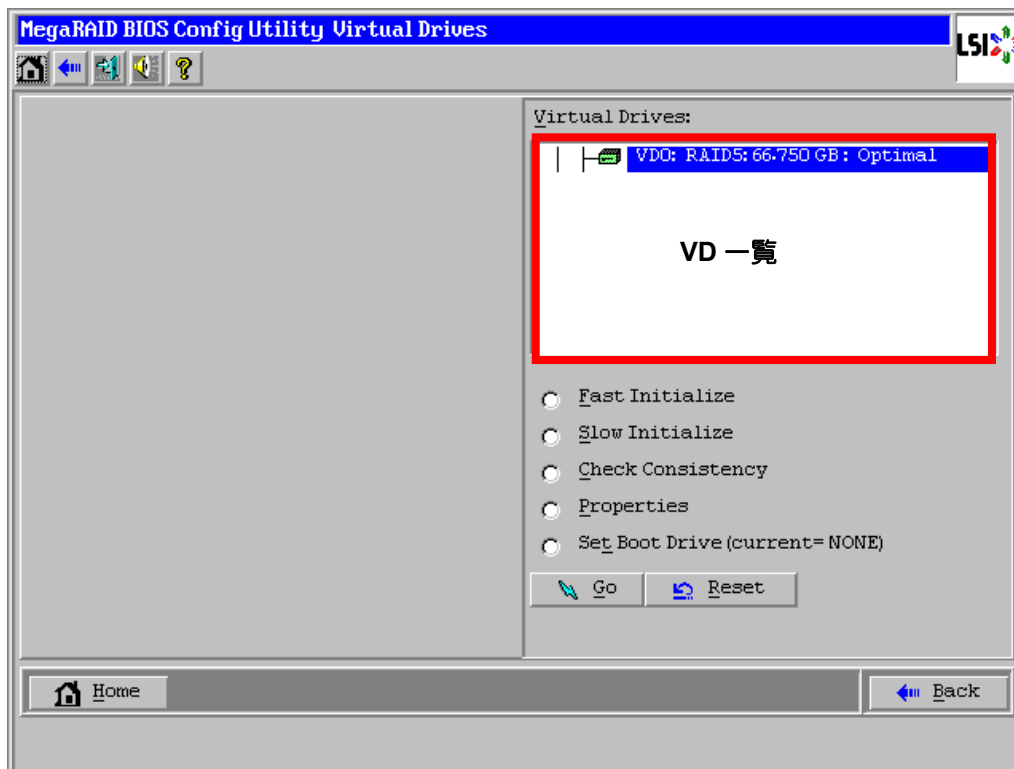 MegaRAID BIOS Config Utility Virtual Drives
LSI
Virtual Drives:
VD0: RAID5: 66.750 GB: Optimal
VD 一覧
Fast Initialize
Slow Initialize
Check Consistency
Properties
Set Boot Drive (current= NONE)
Go
Reset
Home
Back